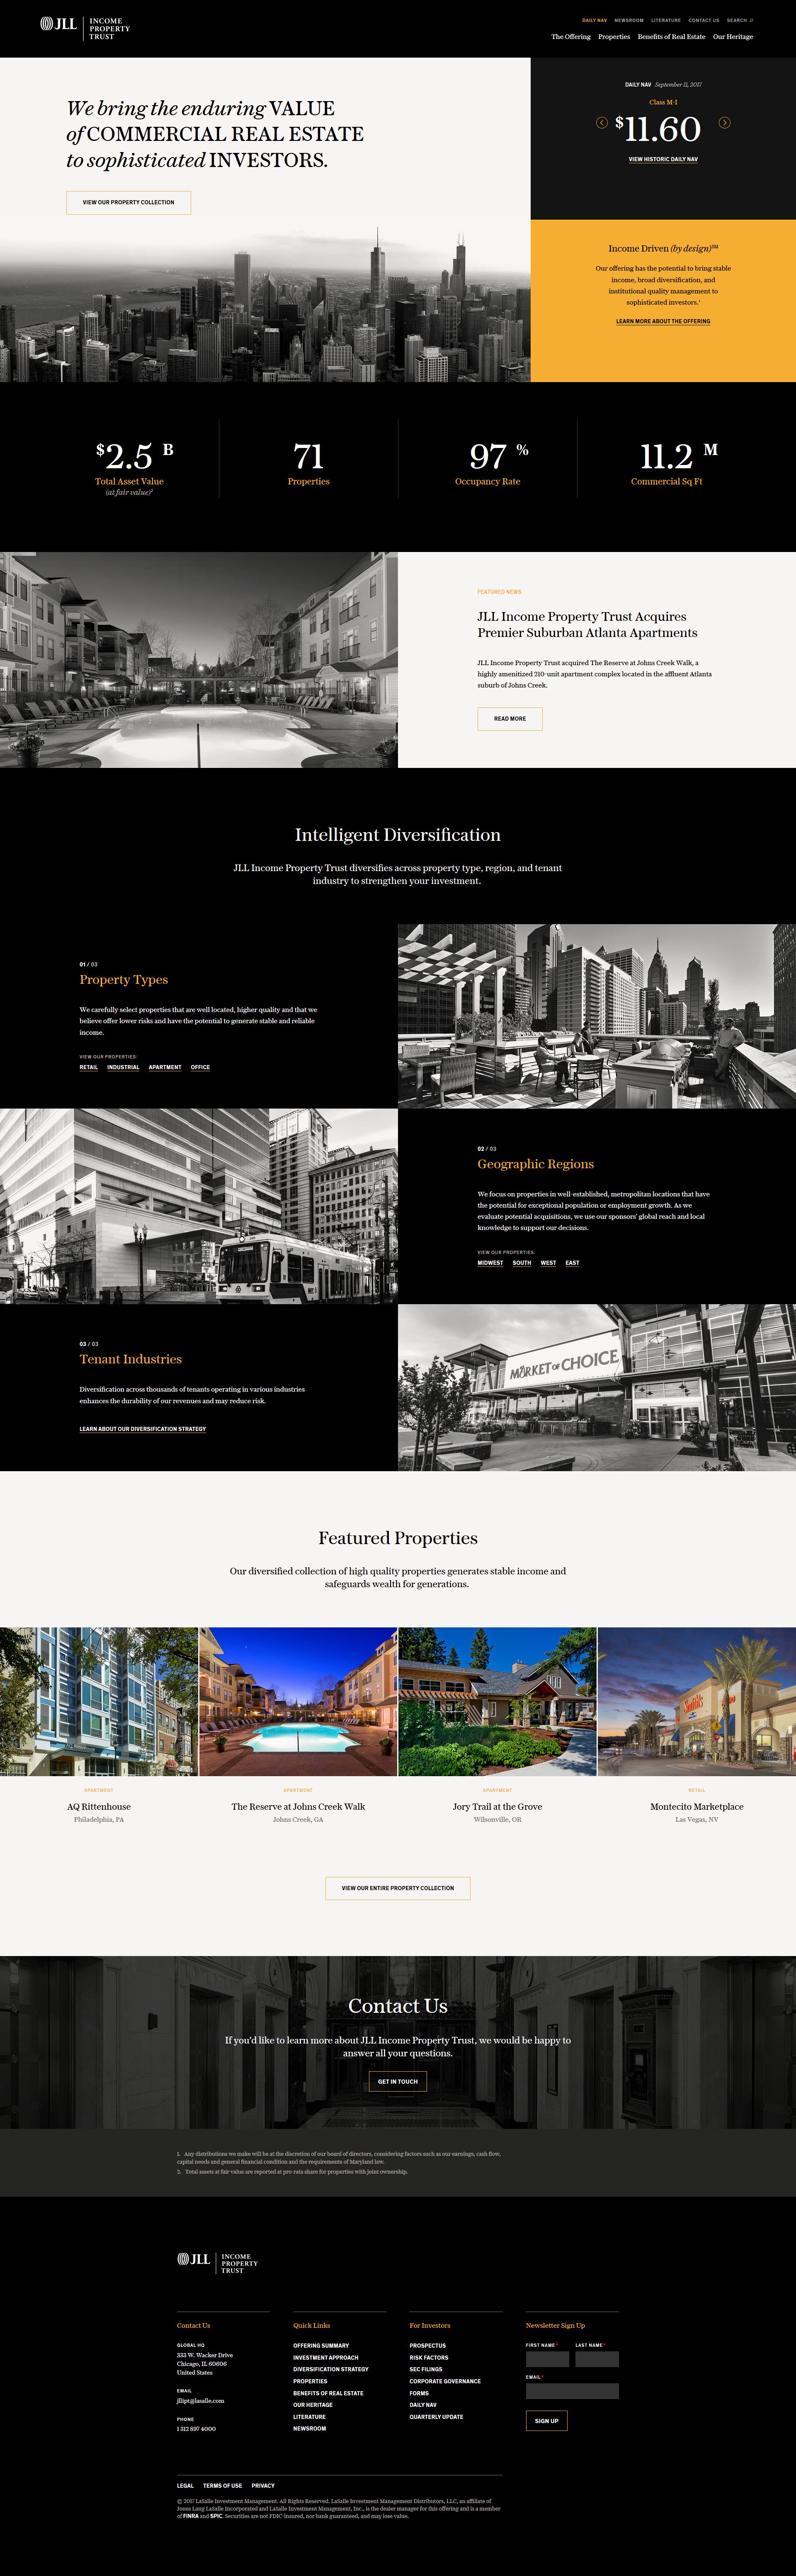 JLL
INCOME
PROPERTY
TRUST
DAILY NAV NEWSROOM LITERATURE CONTACT US SEARCH
The Offering Properties Benefits of Real Estate Our Heritage
We bring the enduring VALUE
of COMMERCIAL REAL ESTATE
to sophisticated INVESTORS.
VIEW OUR PROPERTY COLLECTION
DAILY NAV September 11, 2017
Class M-I
$11.60
VIEW HISTORIC DAILY NAV
Income Driven (by design)℠
Our offering has the potential to bring stable
income, broad diversification, and
institutional quality management to
sophisticated investors.¹
LEARN MORE ABOUT THE OFFERING
$2.5 B
Total Asset Value
(at fair value)²
71
Properties
97 %
Occupancy Rate
11.2 M
Commercial Sq Ft
FEATURED NEWS
JLL Income Property Trust Acquires
Premier Suburban Atlanta Apartments
JLL Income Property Trust acquired The Reserve at Johns Creek Walk, a
highly amenitized 210-unit apartment complex located in the affluent Atlanta
suburb of Johns Creek.
READ MORE
Intelligent Diversification
JLL Income Property Trust diversifies across property type, region, and tenant
industry to strengthen your investment.
01 / 03
Property Types
We carefully select properties that are well located, higher quality and that we
believe offer lower risks and have the potential to generate stable and reliable
income.
VIEW OUR PROPERTIES:
RETAIL INDUSTRIAL APARTMENT OFFICE
02 / 03
Geographic Regions
We focus on properties in well-established, metropolitan locations that have
the potential for exceptional population or employment growth. As we
evaluate potential acquisitions, we use our sponsors' global reach and local
knowledge to support our decisions.
VIEW OUR PROPERTIES:
MIDWEST SOUTH WEST EAST
03 / 03
Tenant Industries
Diversification across thousands of tenants operating in various industries
enhances the durability of our revenues and may reduce risk.
LEARN ABOUT OUR DIVERSIFICATION STRATEGY
MARKET OF CHOICE
Featured Properties
Our diversified collection of high quality properties generates stable income and
safeguards wealth for generations.
Smith's
APARTMENT
AQ Rittenhouse
Philadelphia, PA
APARTMENT
The Reserve at Johns Creek Walk
Johns Creek, GA
APARTMENT
Jory Trail at the Grove
Wilsonville, OR
RETAIL
Montecito Marketplace
Las Vegas, NV
VIEW OUR ENTIRE PROPERTY COLLECTION
Contact Us
If you'd like to learn more about JLL Income Property Trust, we would be happy to
answer all your questions.
GET IN TOUCH
1. Any distributions we make will be at the discretion of our board of directors, considering factors such as our earnings, cash flow,
capital needs and general financial condition and the requirements of Maryland law.
2. Total assets at fair value are reported at pro-rata share for properties with joint ownership.
JLL
INCOME
PROPERTY
TRUST
Contact Us
GLOBAL HQ
333 W. Wacker Drive
Chicago, IL 60606
United States
EMAIL
jllipt@lasalle.com
PHONE
1 312 897 4000
Quick Links
OFFERING SUMMARY
INVESTMENT APPROACH
DIVERSIFICATION STRATEGY
PROPERTIES
BENEFITS OF REAL ESTATE
OUR HERITAGE
LITERATURE
NEWSROOM
For Investors
PROSPECTUS
RISK FACTORS
SEC FILINGS
CORPORATE GOVERNANCE
FORMS
DAILY NAV
QUARTERLY UPDATE
Newsletter Sign Up
FIRST NAME* LAST NAME*
EMAIL*
SIGN UP
LEGAL TERMS OF USE PRIVACY
© 2017 LaSalle Investment Management. All Rights Reserved. LaSalle Investment Management Distributors, LLC, an affiliate of
Jones Lang LaSalle Incorporated and LaSalle Investment Management, Inc., is the dealer manager for this offering and is a member
of FINRA and SPIC. Securities are not FDIC-insured, nor bank guaranteed, and may lose value.